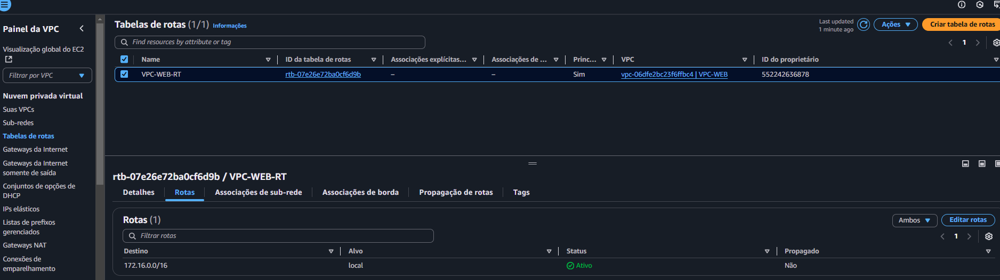 Painel da VPC
Visualização global do EC2
Filtrar por VPC
Nuvem privada virtual
Suas VPCs
Sub-redes
Tabelas de rotas
Gateways da Internet
Gateways da Internet
somente de saída
Conjuntos de opções de
DHCP
IPs elásticos
Listas de prefixos
gerenciados
Gateways NAT
Conexões de
emparelhamento
Tabelas de rotas (1/1) Informações
Last updated
1 minute ago
Ações
Criar tabela de rotas
Find resources by attribute or tag
1
Name ID da tabela de rotas Associações explícitas... Associações de ... Princ... VPC ID do proprietário
VPC-WEB-RT rtb-07e26e72ba0cf6d9b – – Sim vpc-06dfe2bc23f6ffbc4 | VPC-WEB 552242636878
rtb-07e26e72ba0cf6d9b / VPC-WEB-RT
Detalhes Rotas Associações de sub-rede Associações de borda Propagação de rotas Tags
Rotas (1)
Ambos
Editar rotas
Filtrar rotas
1
Destino Alvo Status Propagado
172.16.0.0/16 local Ativo Não